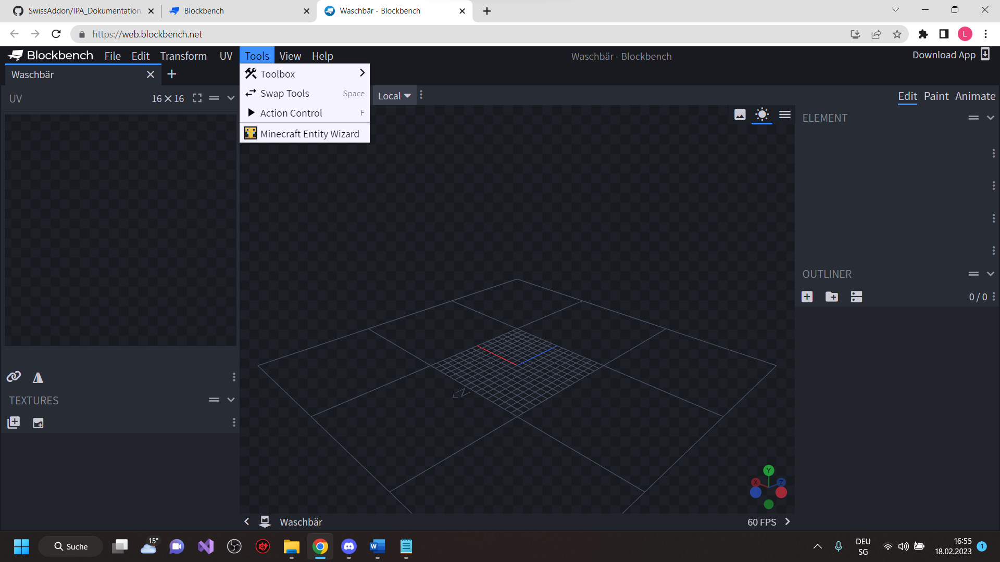 SwissAddon/IPA_Dokumentation
Blockbench
Waschbär - Blockbench
https://web.blockbench.net
L
Blockbench
File
Edit
Transform
UV
Tools
View
Help
Waschbär - Blockbench
Download App
Waschbär
Toolbox
Swap Tools
Space
Action Control
F
Minecraft Entity Wizard
UV
16 × 16
Local
Edit
Paint
Animate
ELEMENT
OUTLINER
0 / 0
TEXTURES
Y
X
Z
Waschbär
60 FPS
Suche
15°
DEU
SG
16:55
18.02.2023
1